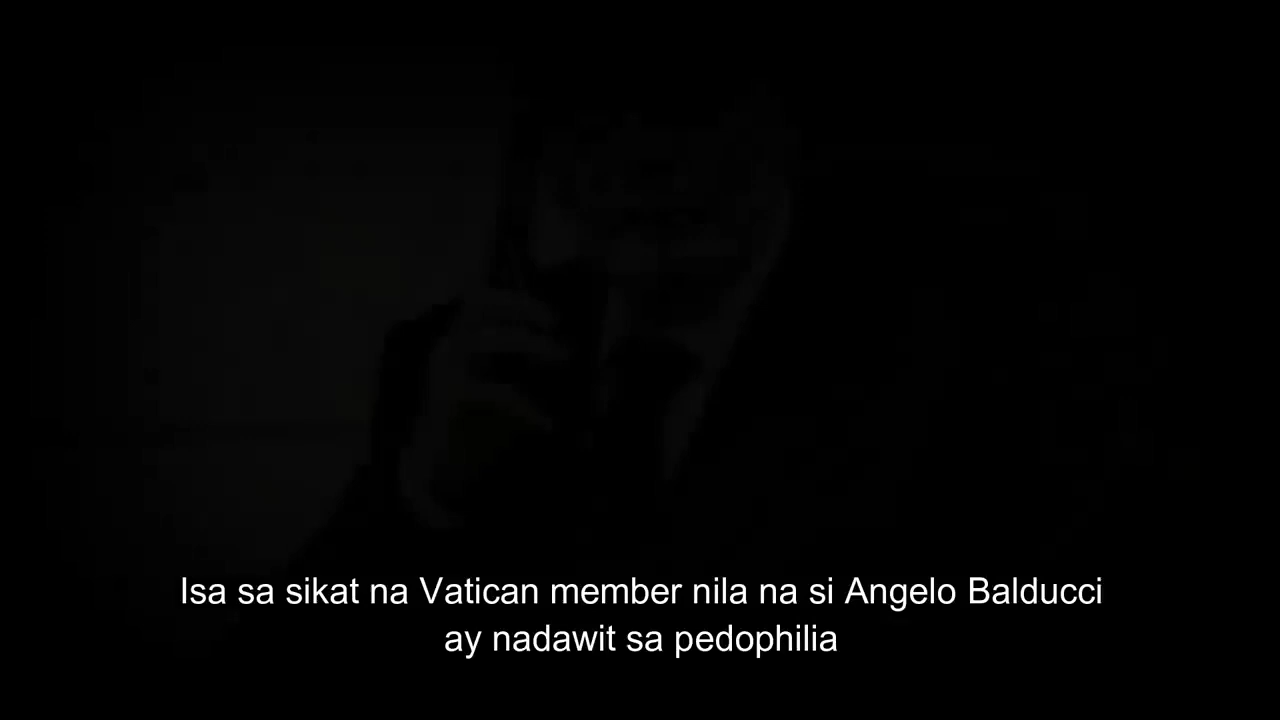 Isa sa sikat na Vatican member nila na si Angelo Balducci
ay nadawit sa pedophilia